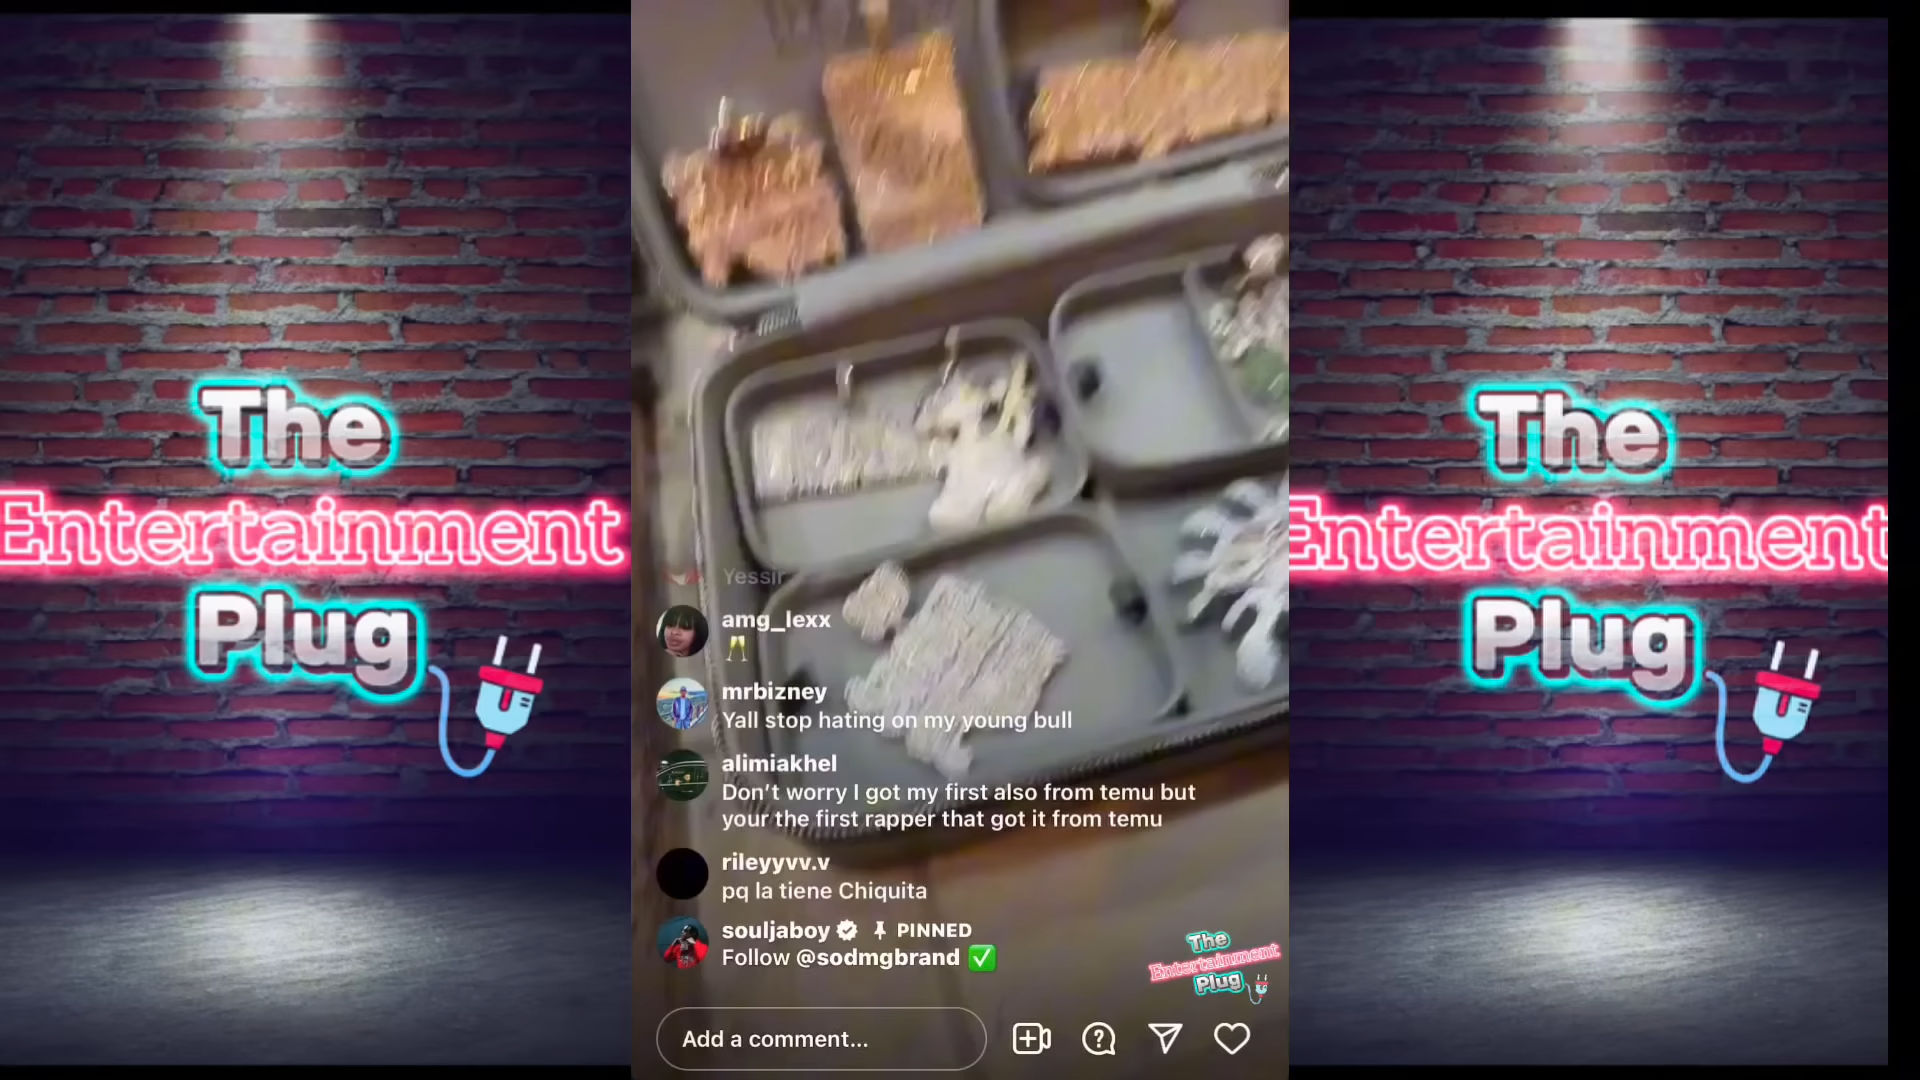 The
Entertainment
Plug
Yessir
amg_lexx
mrbizney
Yall stop hating on my young bull
alimiakhel
Don’t worry I got my first also from temu but
your the first rapper that got it from temu
rileyyvv.v
pq la tiene Chiquita
souljaboy PINNED
Follow @sodmgbrand
Add a comment...
The
Entertainment
Plug
The
Entertainment
Plug